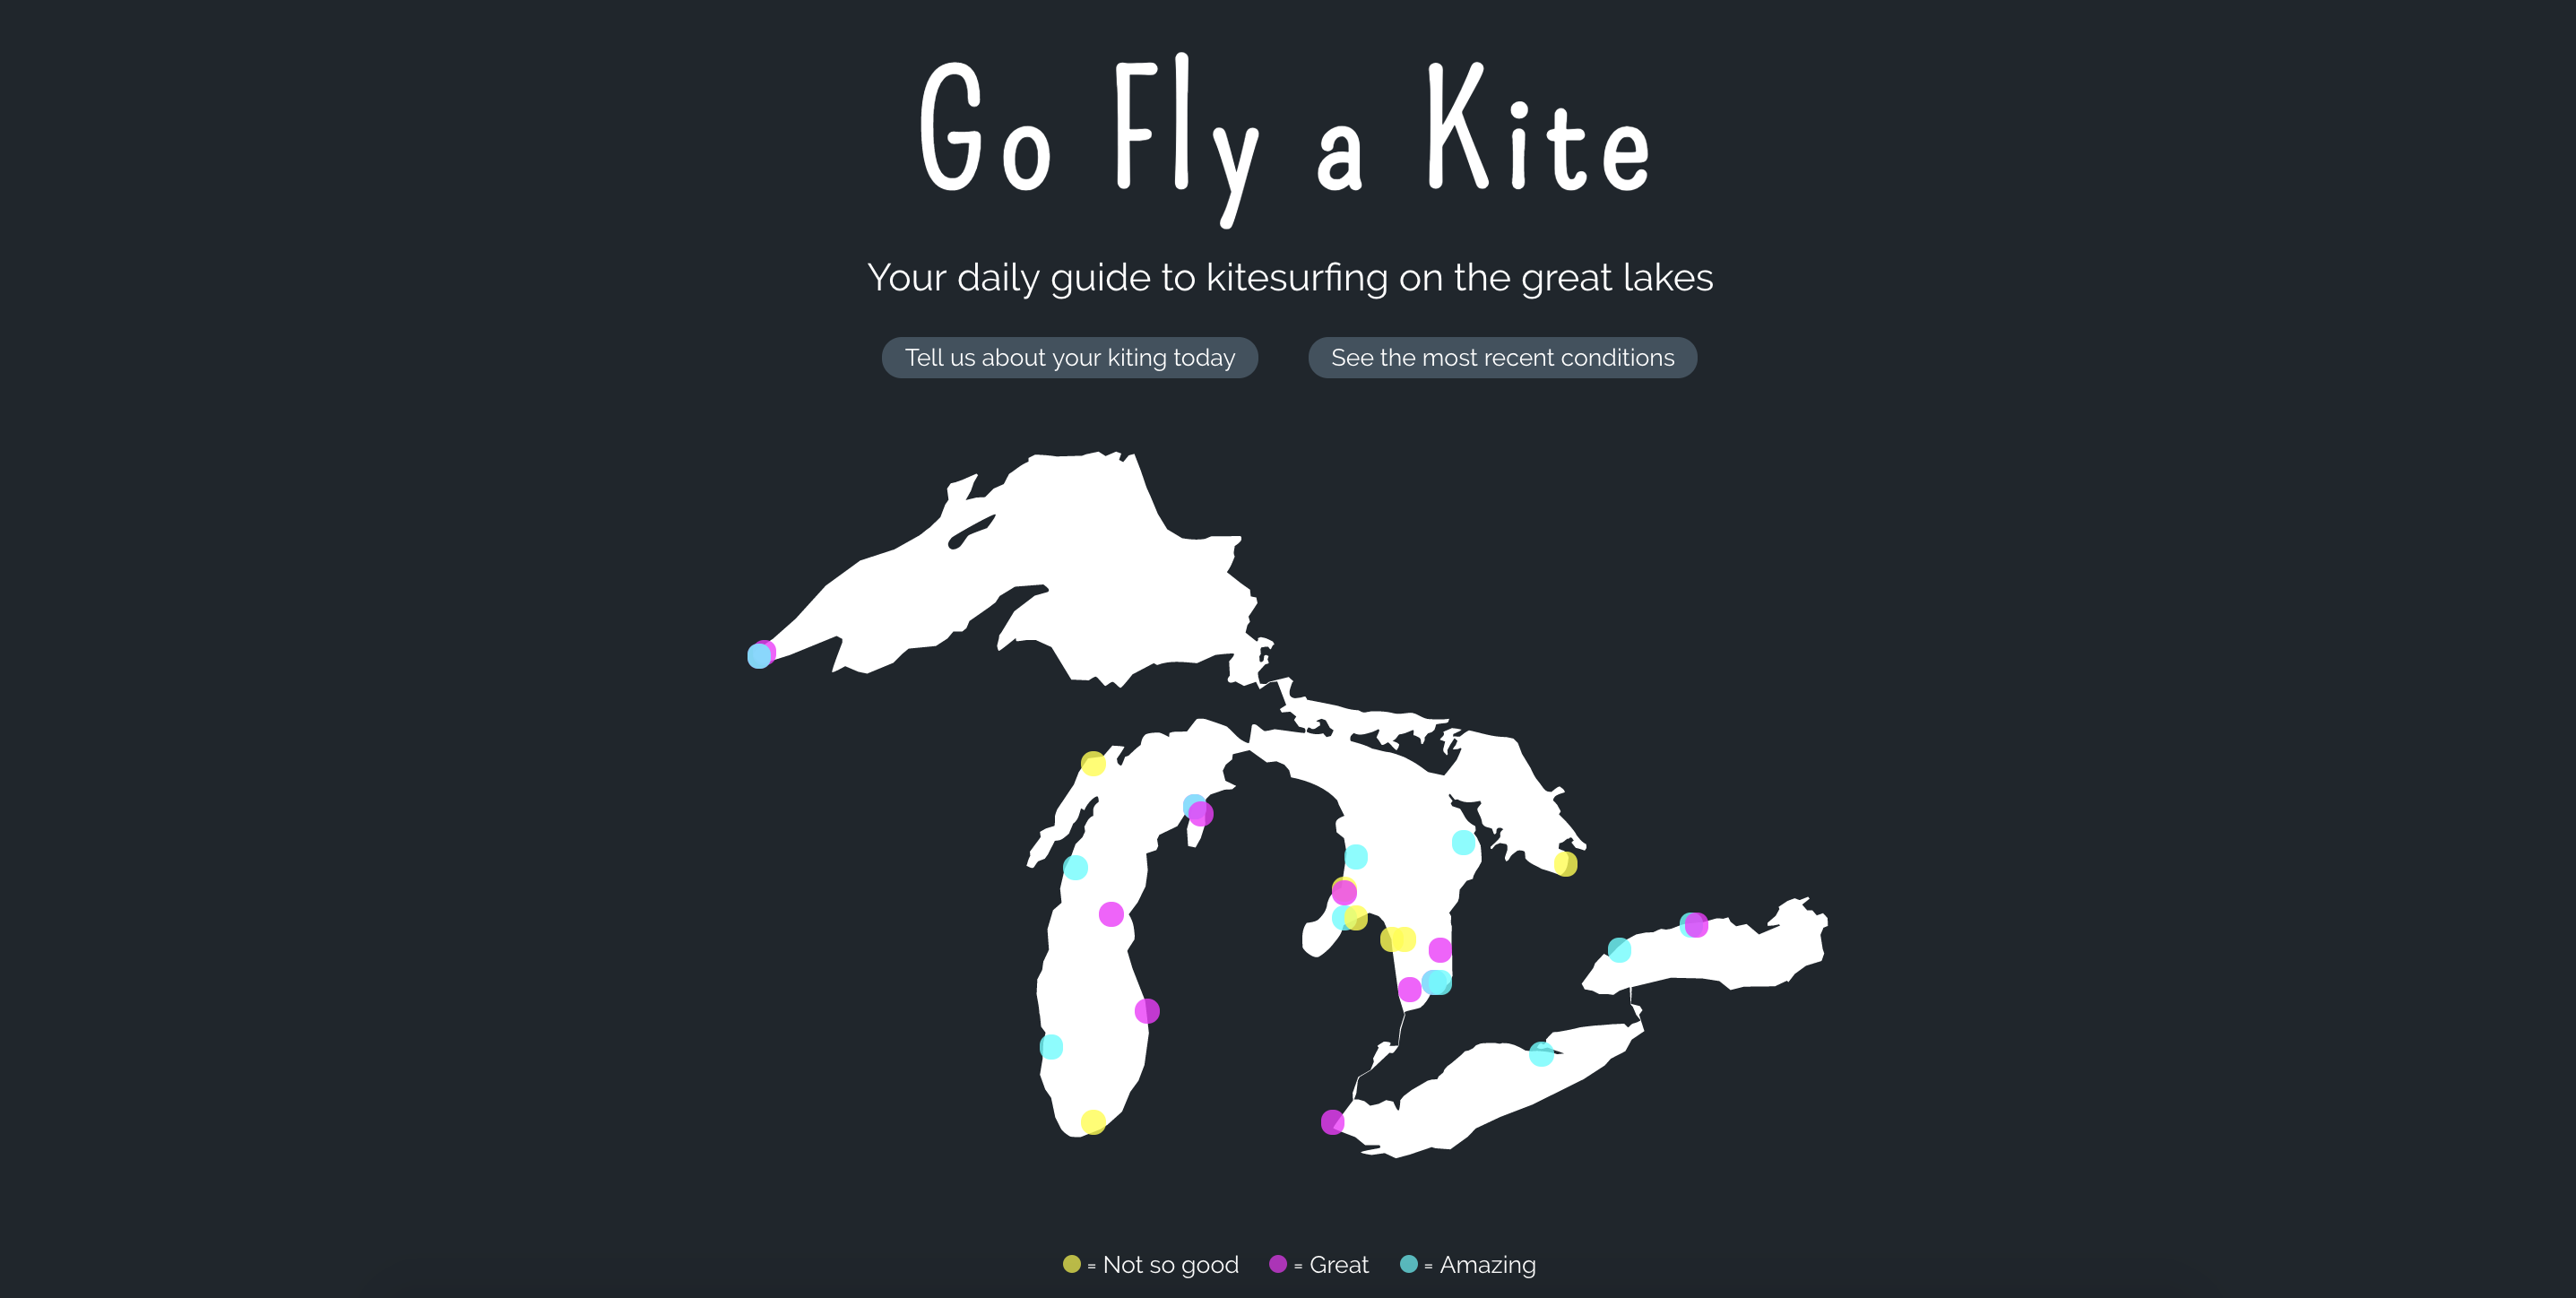 Go Fly a Kite
Your daily guide to kitesurfing on the great lakes
Tell us about your kiting today
See the most recent conditions
= Not so good
= Great
= Amazing